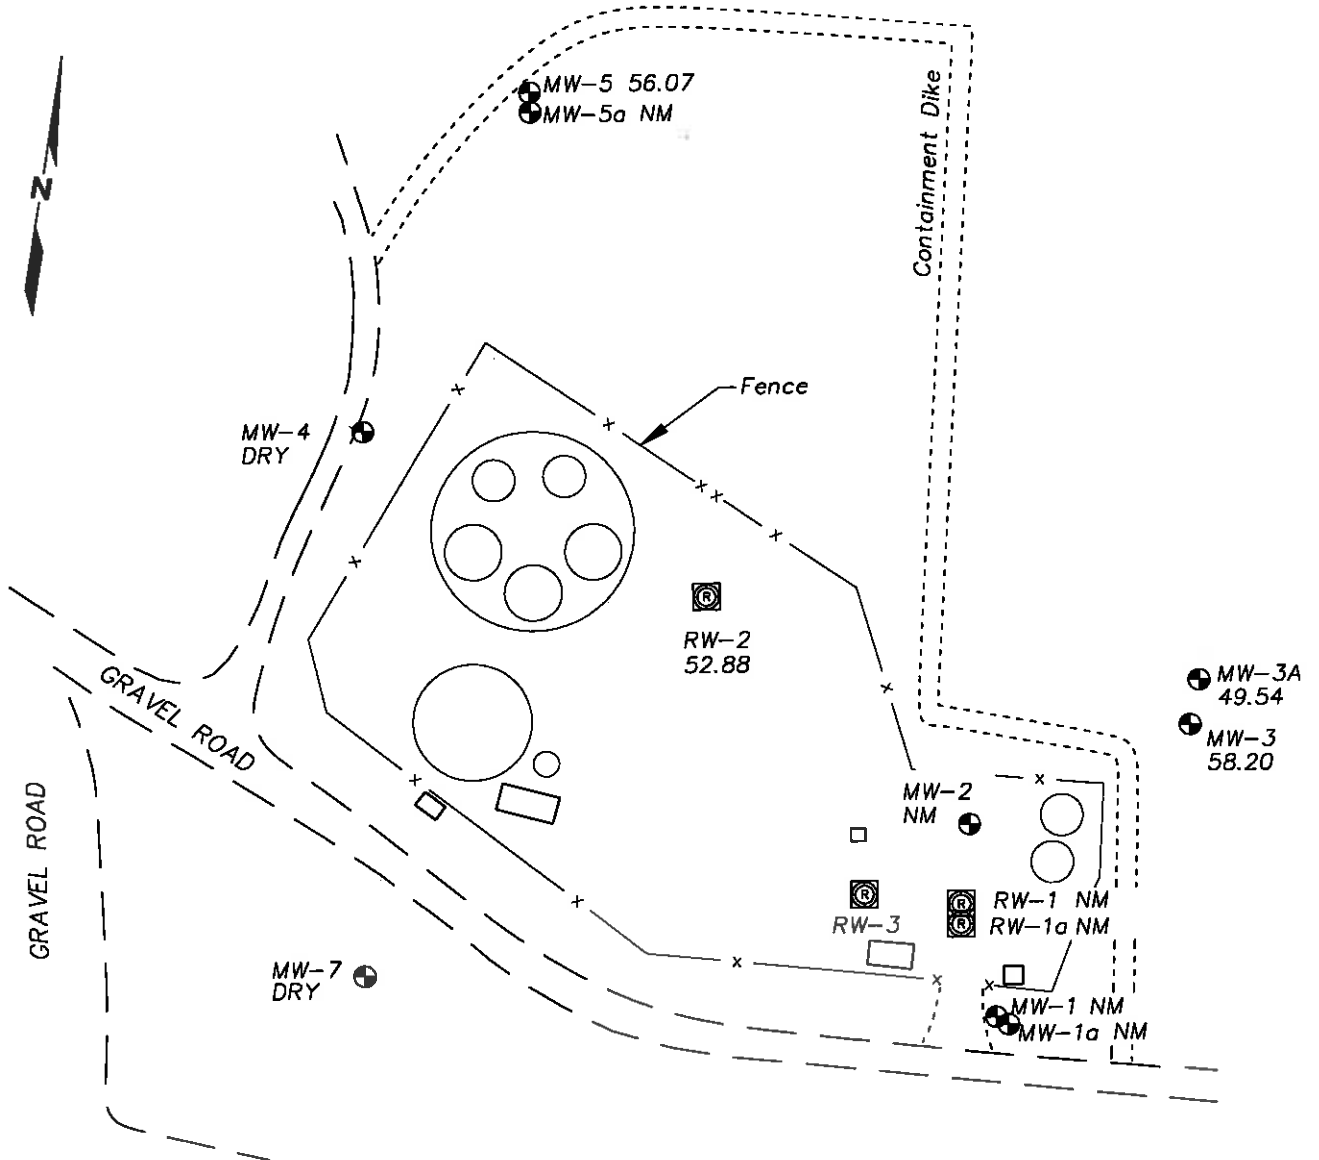 MW-5 56.07
MW-5a NM
Containment Dike
N
Fence
MW-4
DRY
R
RW-2
52.88
MW-3A
49.54
MW-3
58.20
GRAVEL ROAD
GRAVEL ROAD
MW-2
NM
R
RW-3
R
RW-1 NM
R
RW-1a NM
MW-7
DRY
MW-1 NM
MW-1a NM